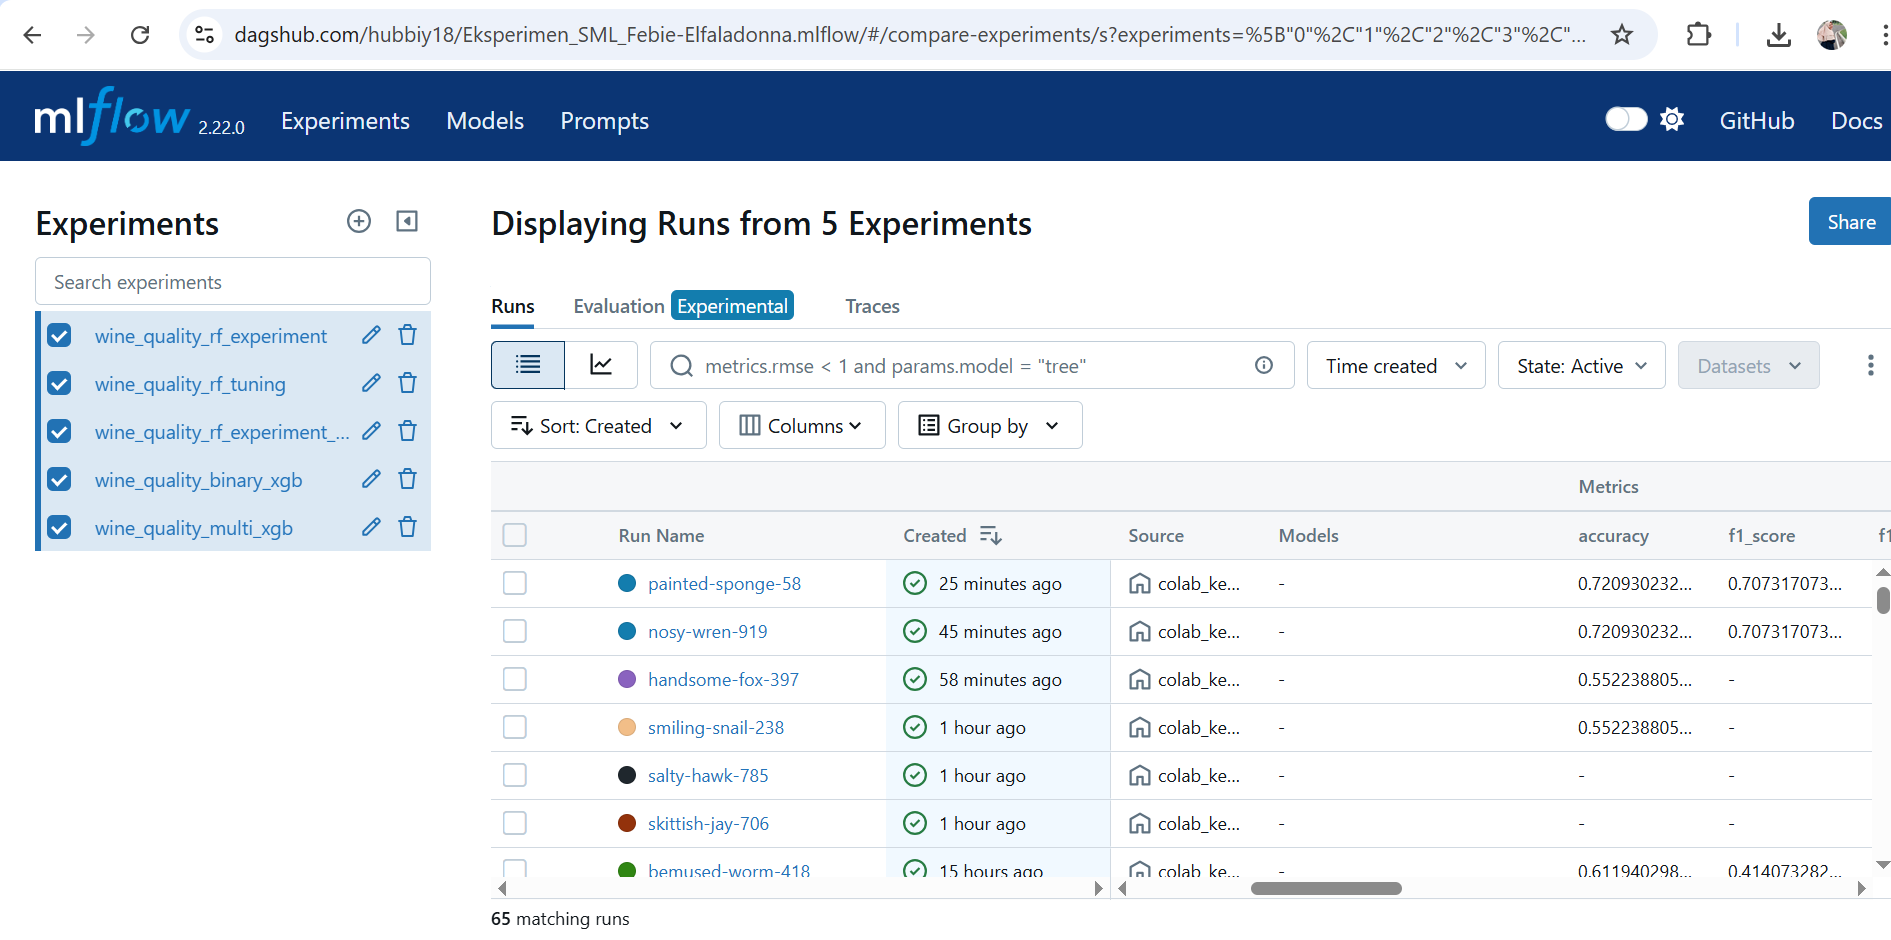 dagshub.com/hubbiy18/Eksperimen_SML_Febie-Elfaladonna.mlflow/#/compare-experiments/s?experiments=%5B"0"%2C"1"%2C"2"%2C"3"%2C"...
mlflow 2.22.0 Experiments Models Prompts GitHub Docs
Experiments
Search experiments
wine_quality_rf_experiment
wine_quality_rf_tuning
wine_quality_rf_experiment_...
wine_quality_binary_xgb
wine_quality_multi_xgb
Displaying Runs from 5 Experiments
Share
Runs Evaluation Experimental Traces
metrics.rmse < 1 and params.model = "tree" Time created State: Active Datasets
Sort: Created Columns Group by
Metrics
Run Name Created Source Models accuracy f1_score f1
painted-sponge-58 25 minutes ago colab_ke... - 0.720930232... 0.707317073...
nosy-wren-919 45 minutes ago colab_ke... - 0.720930232... 0.707317073...
handsome-fox-397 58 minutes ago colab_ke... - 0.552238805... -
smiling-snail-238 1 hour ago colab_ke... - 0.552238805... -
salty-hawk-785 1 hour ago colab_ke... - - -
skittish-jay-706 1 hour ago colab_ke... - - -
bemused-worm-418 15 hours ago colab_ke... - 0.611940298... 0.414073282...
65 matching runs